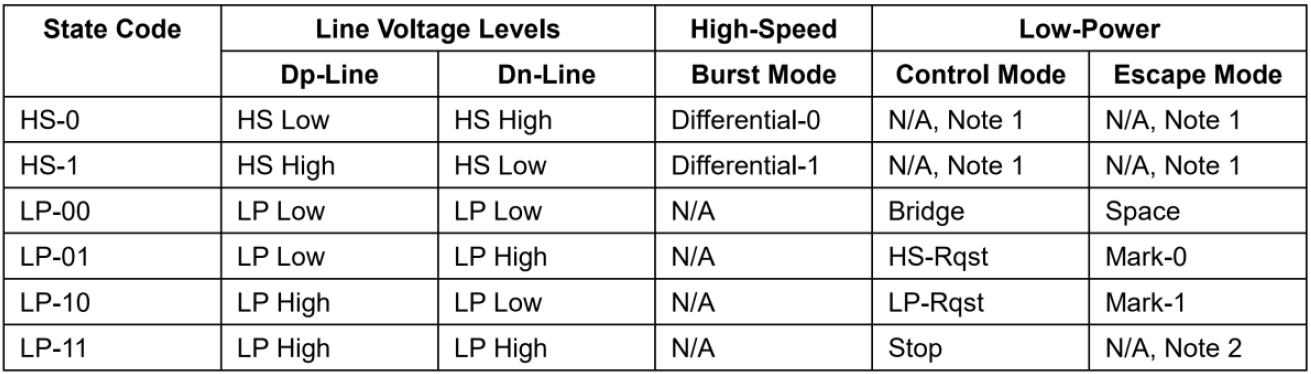 State Code Line Voltage Levels High-Speed Low-Power
Dp-Line Dn-Line Burst Mode Control Mode Escape Mode
HS-0 HS Low HS High Differential-0 N/A, Note 1 N/A, Note 1
HS-1 HS High HS Low Differential-1 N/A, Note 1 N/A, Note 1
LP-00 LP Low LP Low N/A Bridge Space
LP-01 LP Low LP High N/A HS-Rqst Mark-0
LP-10 LP High LP Low N/A LP-Rqst Mark-1
LP-11 LP High LP High N/A Stop N/A, Note 2